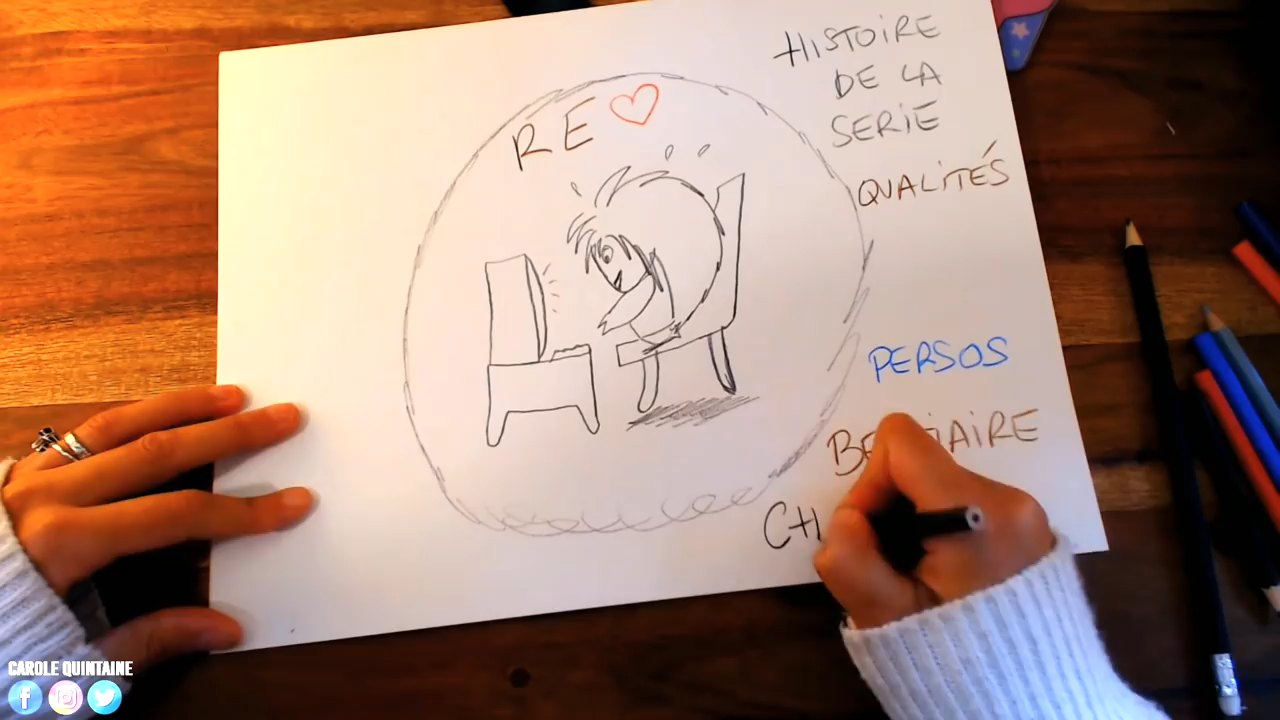 RE
HISTOIRE
DE LA
SERIE
QUALITÉS
PERSOS
CAROLE QUINTAINE